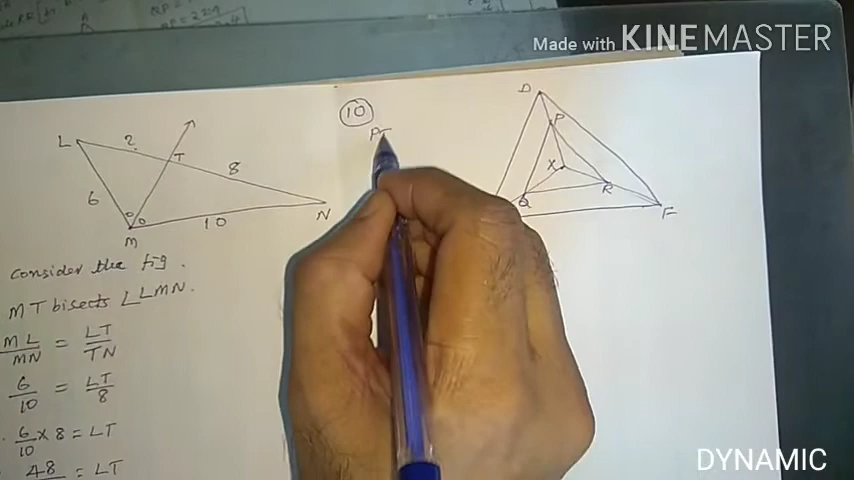 Made with KINEMASTER
L 2 T 8 N
6 10
M
consider the fig.
MT bisects ∠LMN.
ML/MN = LT/TN
6/10 = LT/8
6/10 × 8 = LT
48 = LT
10
D
P
X
Q R
F
DYNAMIC